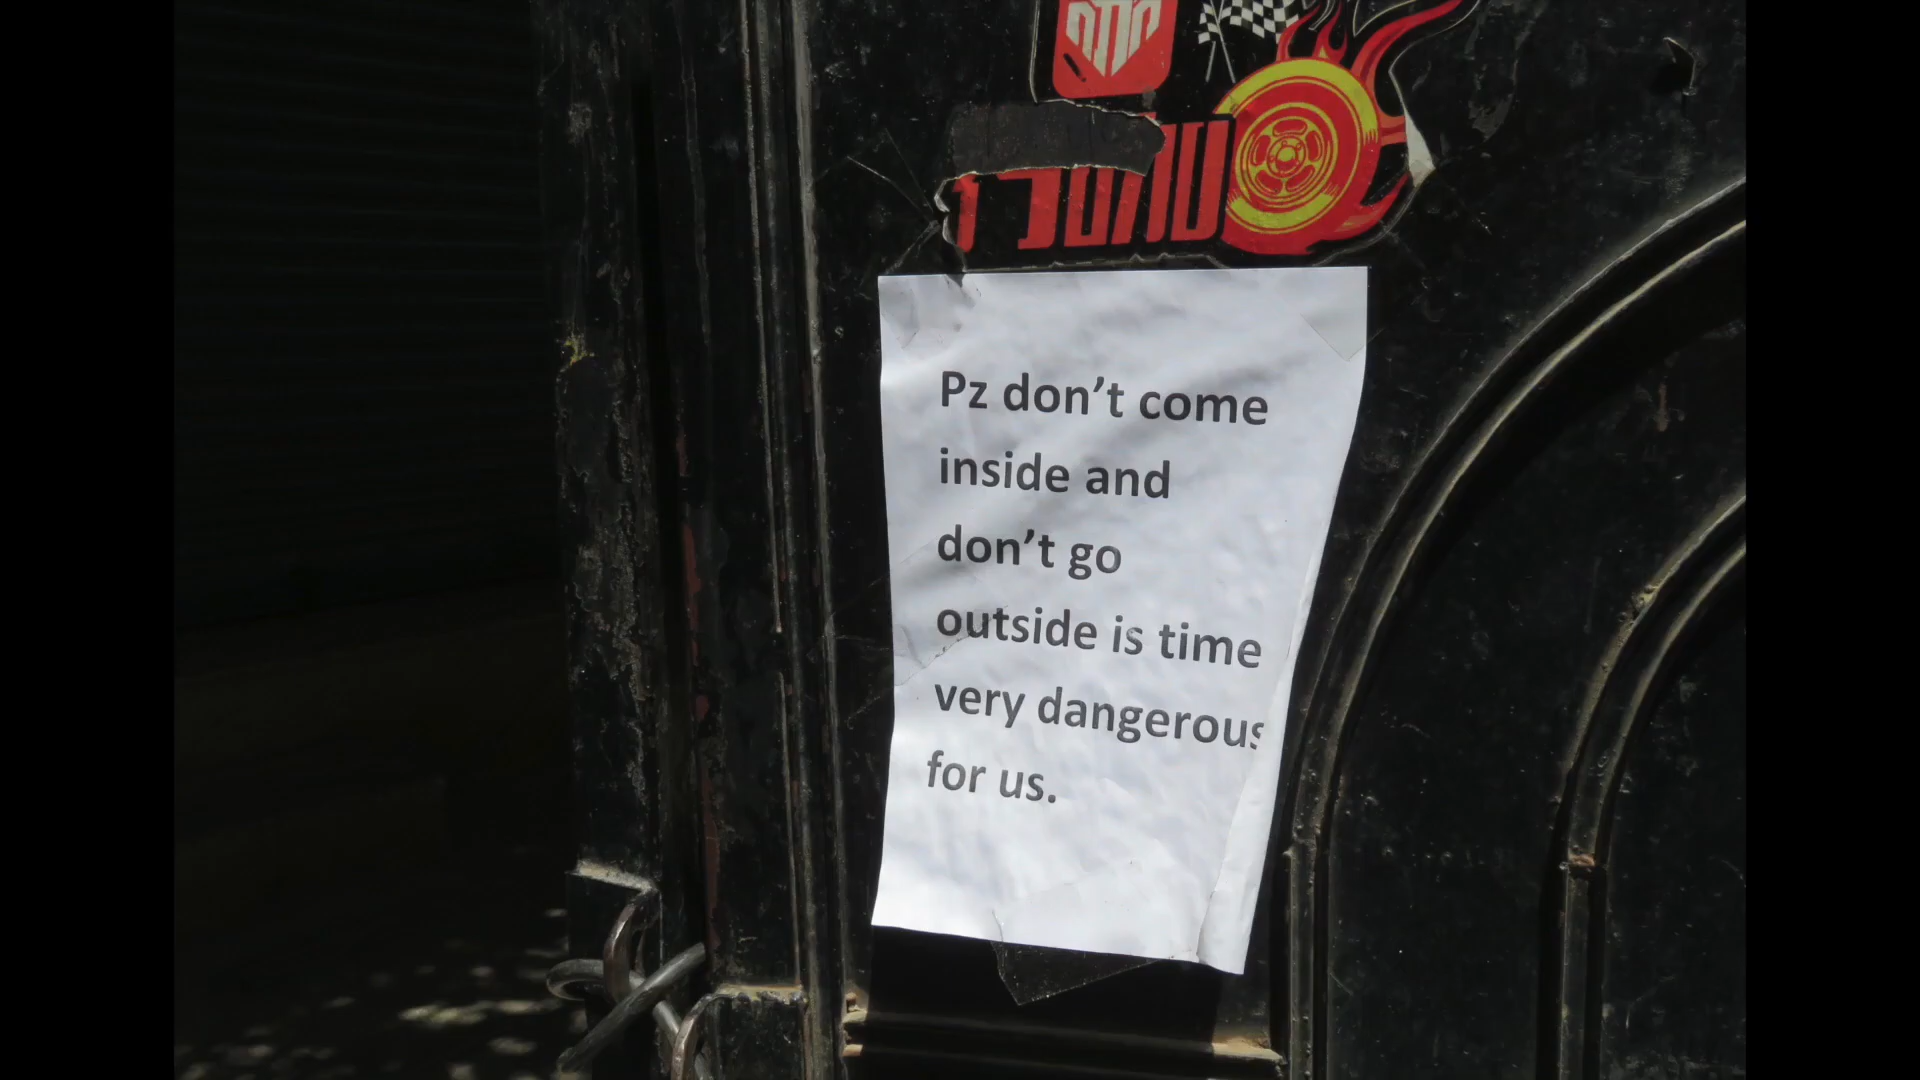 Pz don't come
inside and
don't go
outside is time
very dangerous
for us.